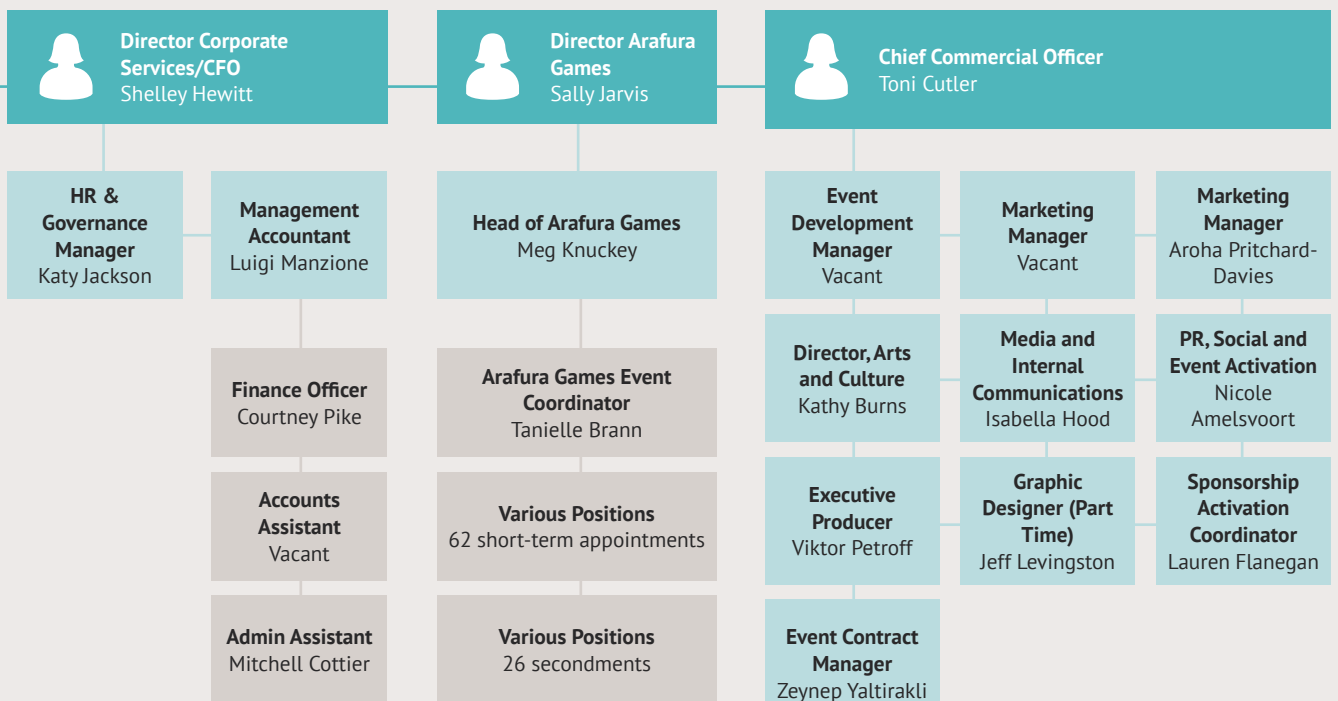 Director Corporate
Services/CFO
Shelley Hewitt
HR &
Governance
Manager
Katy Jackson
Management
Accountant
Luigi Manzione
Finance Officer
Courtney Pike
Accounts
Assistant
Vacant
Admin Assistant
Mitchell Cottier
Director Arafura
Games
Sally Jarvis
Head of Arafura Games
Meg Knuckey
Arafura Games Event
Coordinator
Tanielle Brann
Various Positions
62 short-term appointments
Various Positions
26 secondments
Chief Commercial Officer
Toni Cutler
Event
Development
Manager
Vacant
Marketing
Manager
Vacant
Marketing
Manager
Aroha Pritchard-
Davies
Director, Arts
and Culture
Kathy Burns
Media and
Internal
Communications
Isabella Hood
PR, Social and
Event Activation
Nicole
Amelsvoort
Executive
Producer
Viktor Petroff
Graphic
Designer (Part
Time)
Jeff Levingston
Sponsorship
Activation
Coordinator
Lauren Flanegan
Event Contract
Manager
Zeynep Yaltirakli